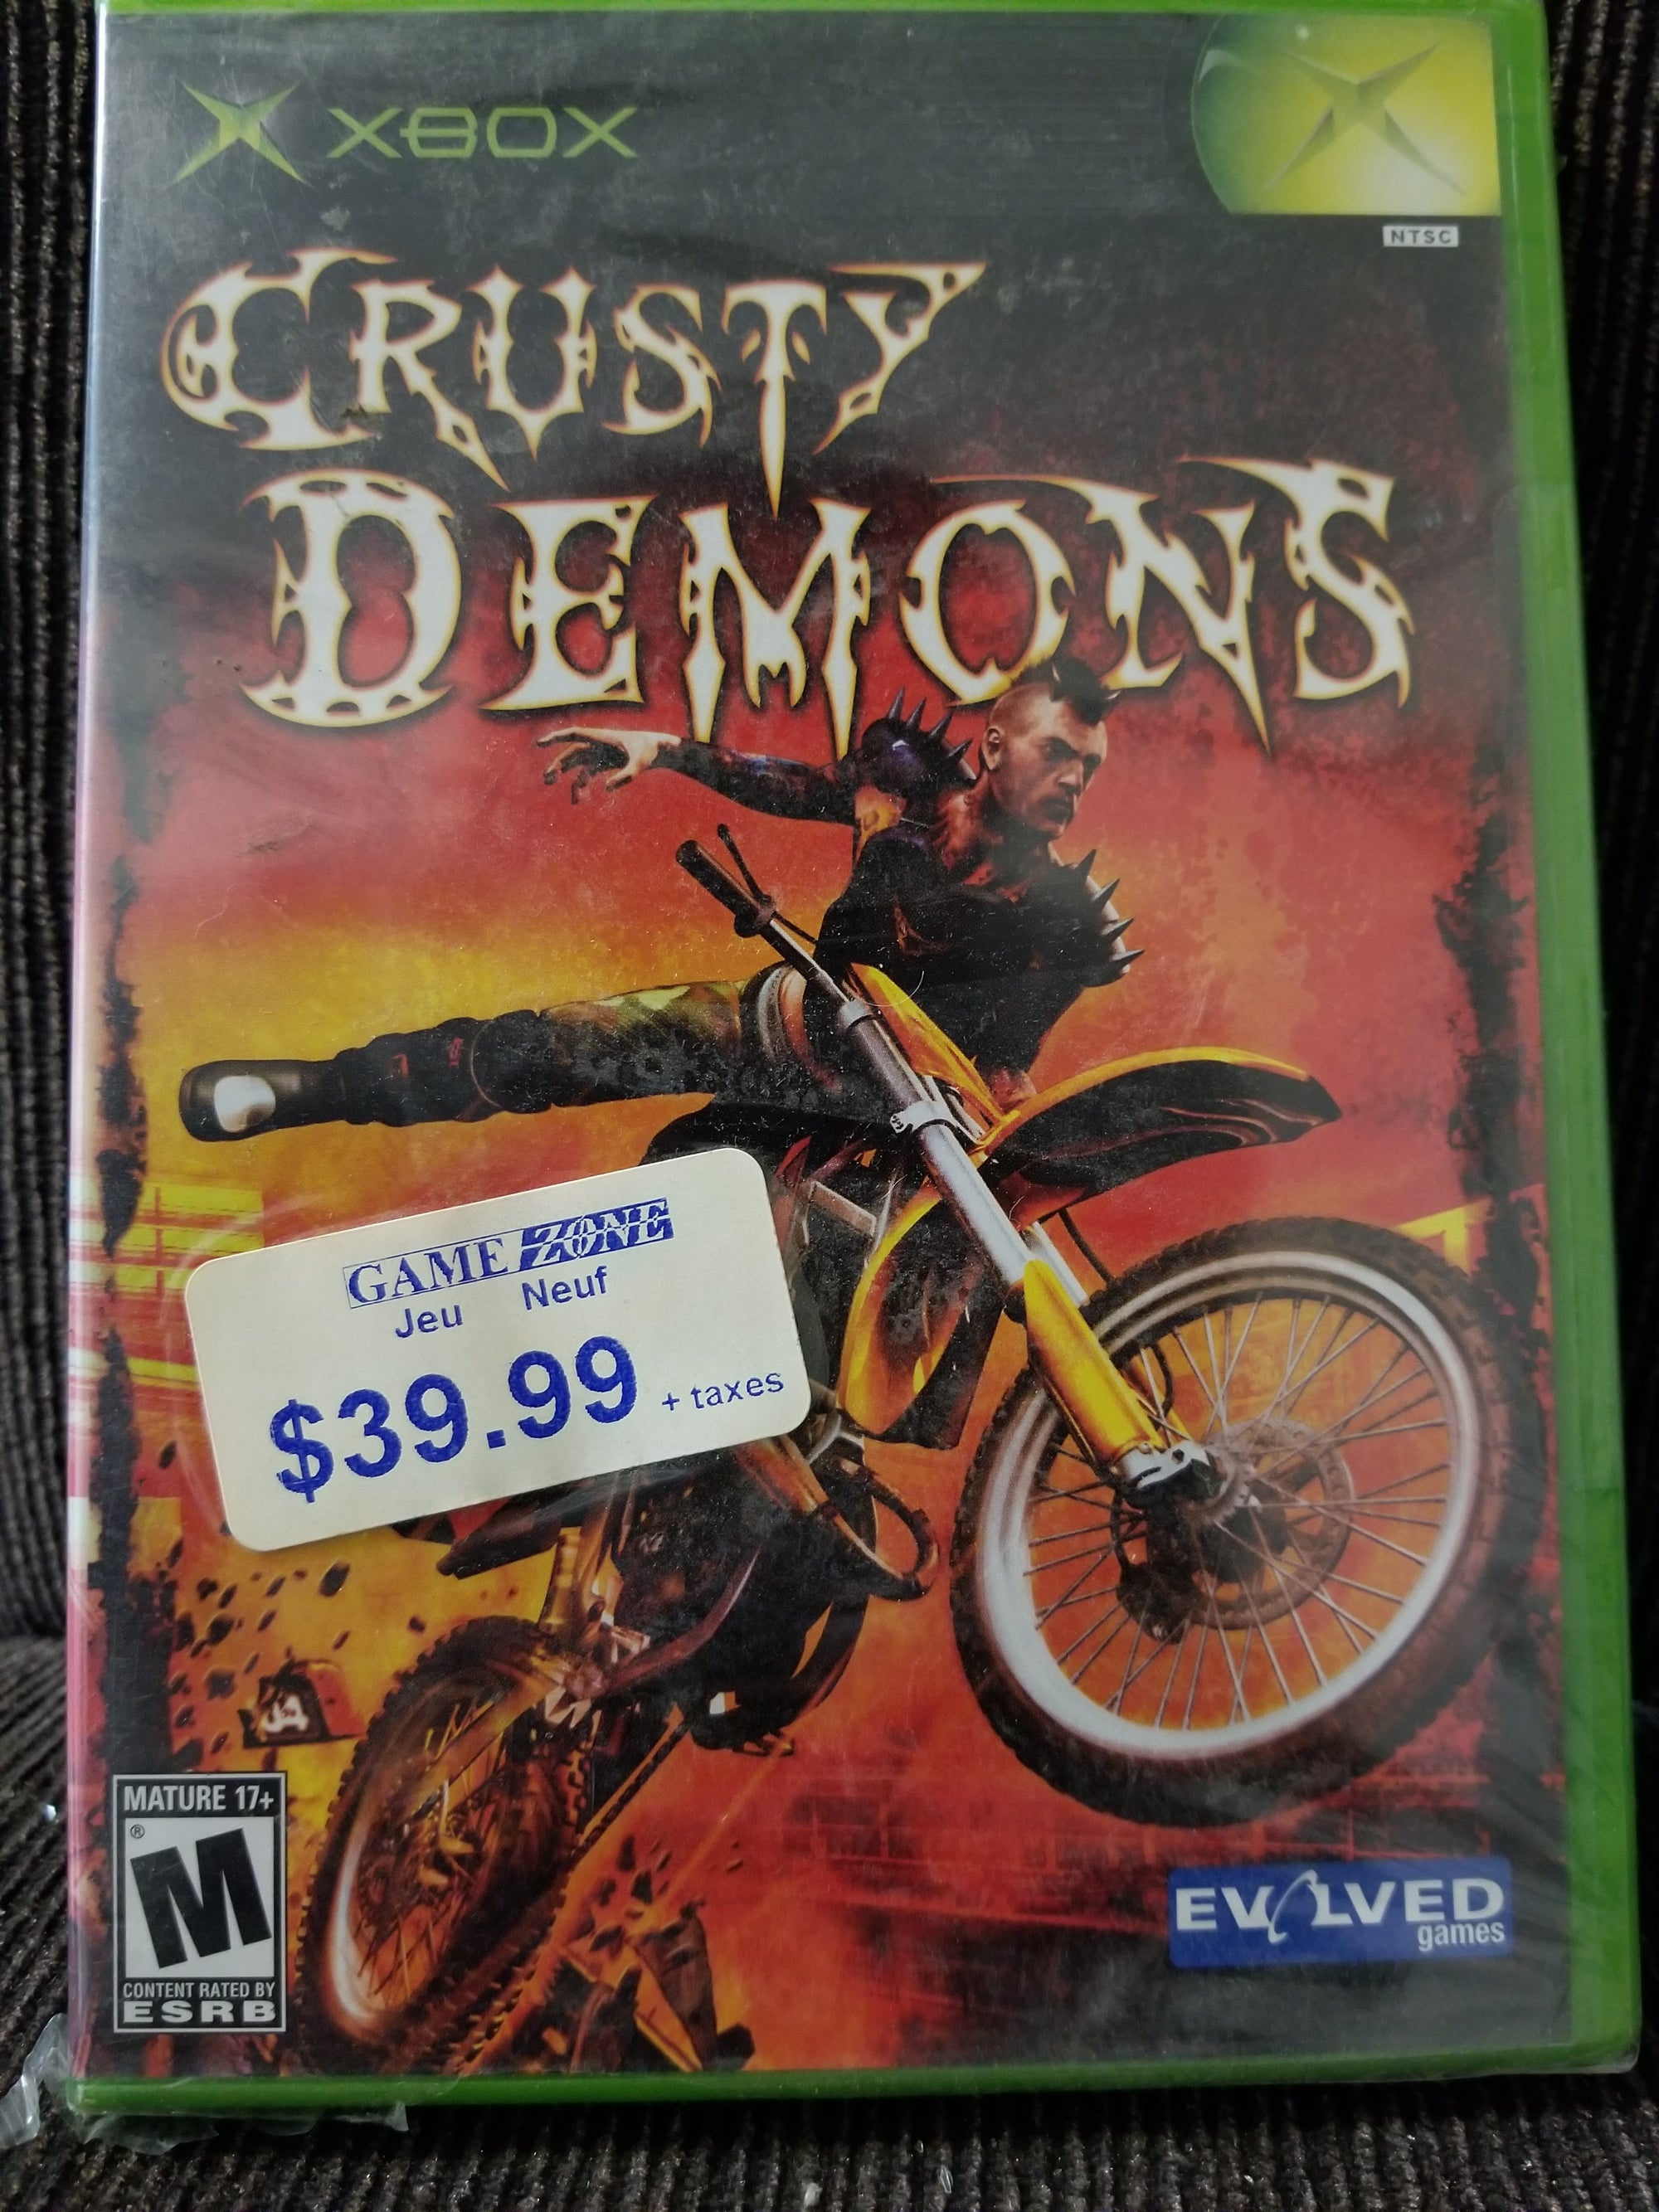 XBOX
NTSC
CRUSTY
DEMONS
GAME ZONE
Jeu Neuf
$39.99 + taxes
MATURE 17+
®
M
CONTENT RATED BY
ESRB
EVOLVED
games